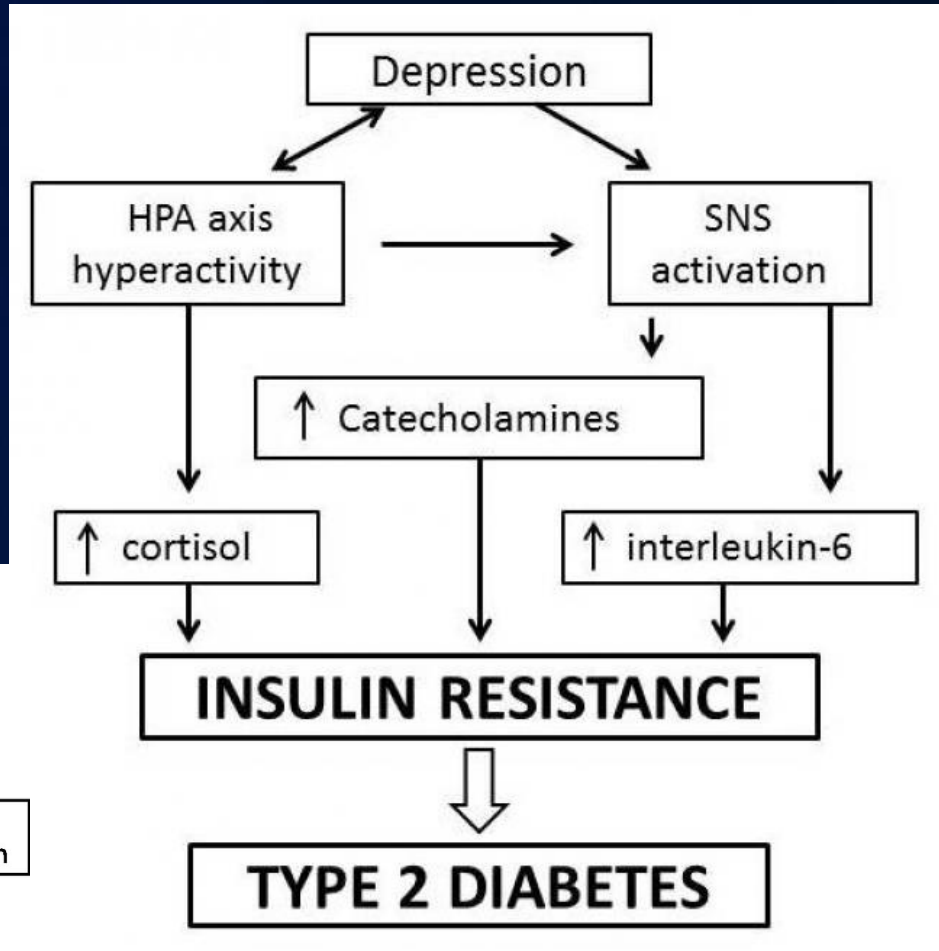 Depression
HPA axis
hyperactivity
SNS
activation
↑ Catecholamines
↑ cortisol
↑ interleukin-6
INSULIN RESISTANCE
TYPE 2 DIABETES